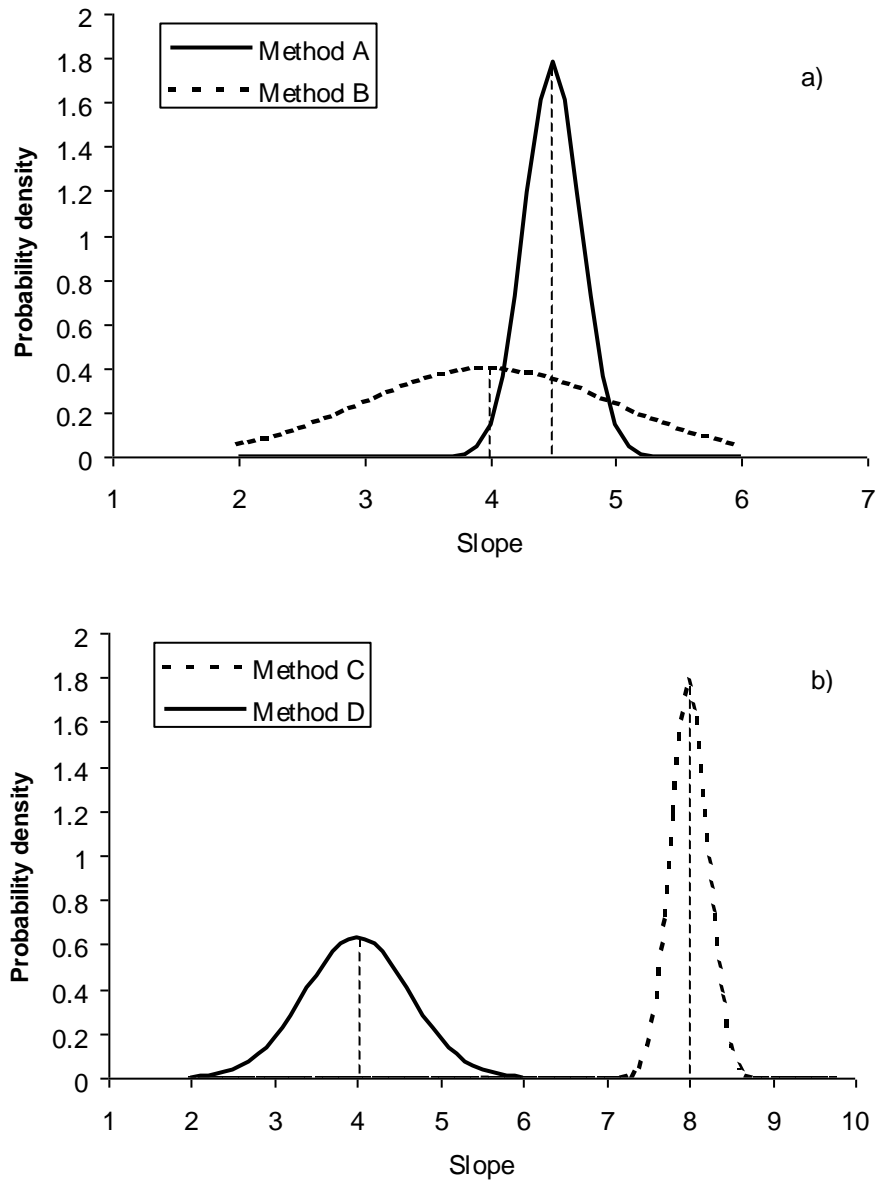 2
1.8
1.6
1.4
1.2
1
0.8
0.6
0.4
0.2
0
Probability density
Method A
Method B
a)
1 2 3 4 5 6 7
Slope
2
1.8
1.6
1.4
1.2
1
0.8
0.6
0.4
0.2
0
Probability density
Method C
Method D
b)
1 2 3 4 5 6 7 8 9 10
Slope